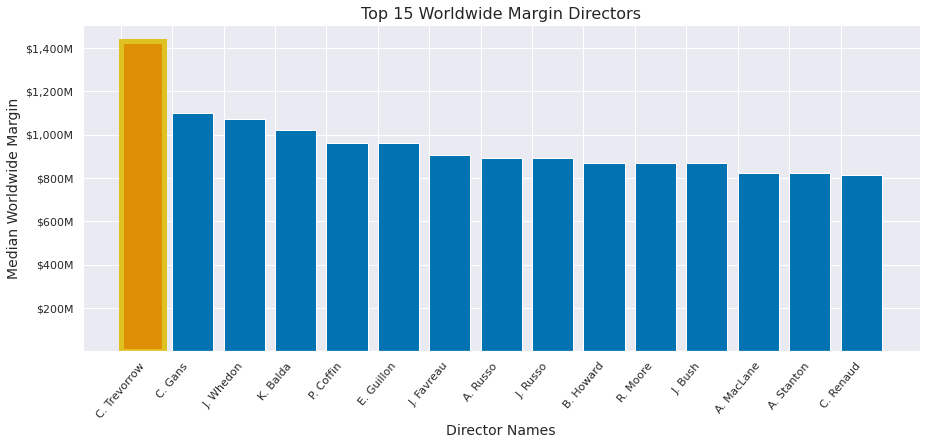 Top 15 Worldwide Margin Directors
Median Worldwide Margin
$1,400M
$1,200M
$1,000M
$800M
$600M
$400M
$200M
C. Trevorrow
C. Gans
J. Whedon
K. Balda
P. Coffin
E. Guillon
J. Favreau
A. Russo
J. Russo
B. Howard
R. Moore
J. Bush
A. MacLane
A. Stanton
C. Renaud
Director Names